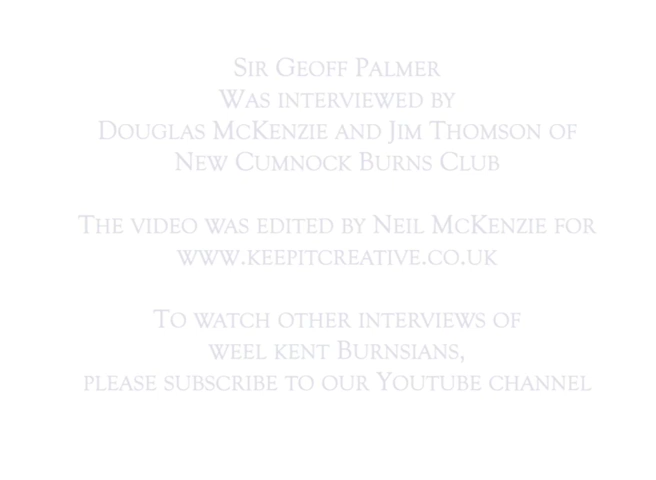 Sir Geoff Palmer
Was interviewed by
Douglas McKenzie and Jim Thomson of
New Cumnock Burns Club
The video was edited by Neil McKenzie for
www.keepitcreative.co.uk
To watch other interviews of
weel kent Burnsians,
please subscribe to our Youtube channel